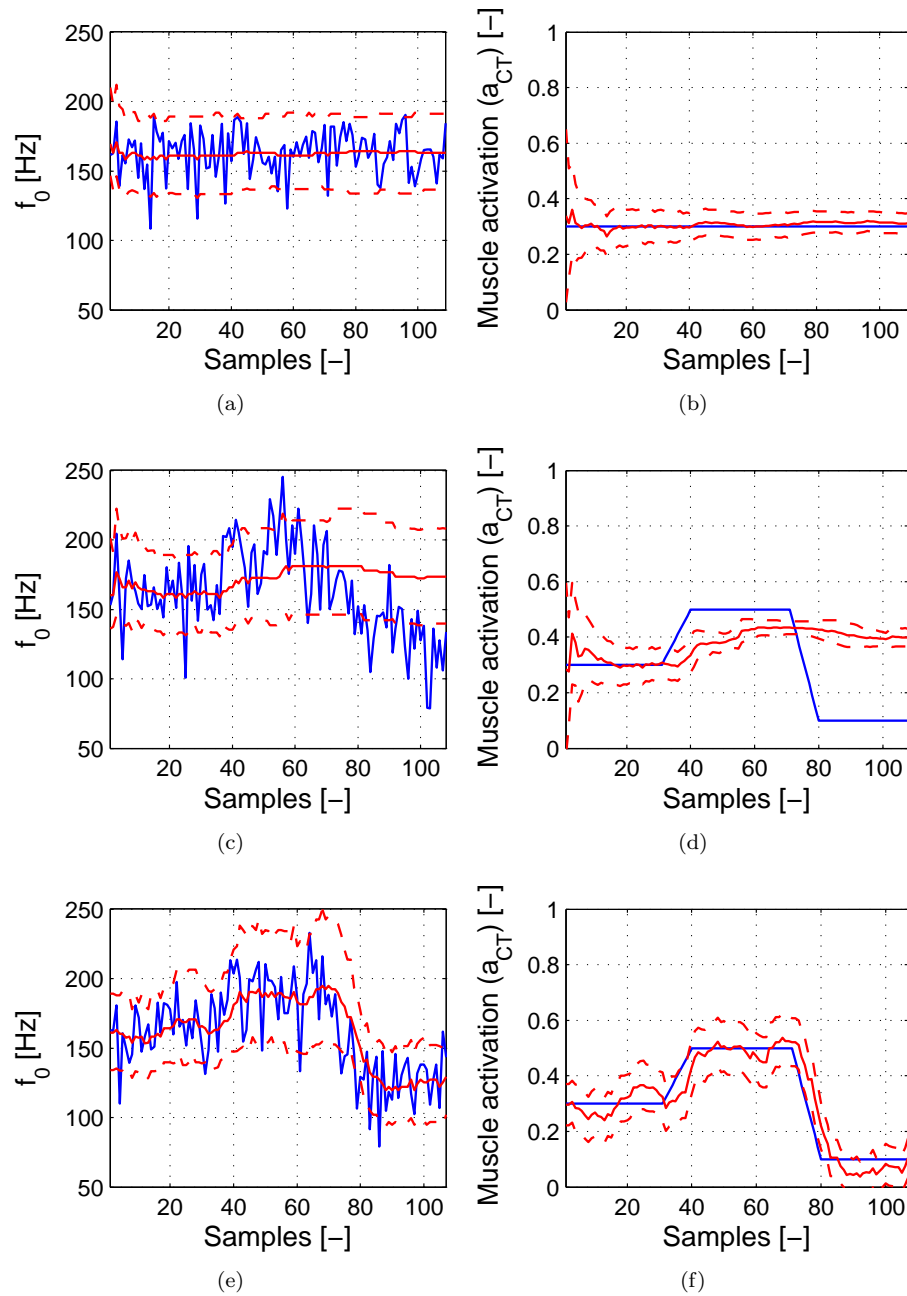 250
200
150
100
50
20 40 60 80 100
f0 [Hz]
Samples [−]
(a)
1
0.8
0.6
0.4
0.2
0
20 40 60 80 100
Muscle activation (aCT) [−]
Samples [−]
(b)
250
200
150
100
50
20 40 60 80 100
f0 [Hz]
Samples [−]
(c)
1
0.8
0.6
0.4
0.2
0
20 40 60 80 100
Muscle activation (aCT) [−]
Samples [−]
(d)
250
200
150
100
50
20 40 60 80 100
f0 [Hz]
Samples [−]
(e)
1
0.8
0.6
0.4
0.2
0
20 40 60 80 100
Muscle activation (aCT) [−]
Samples [−]
(f)